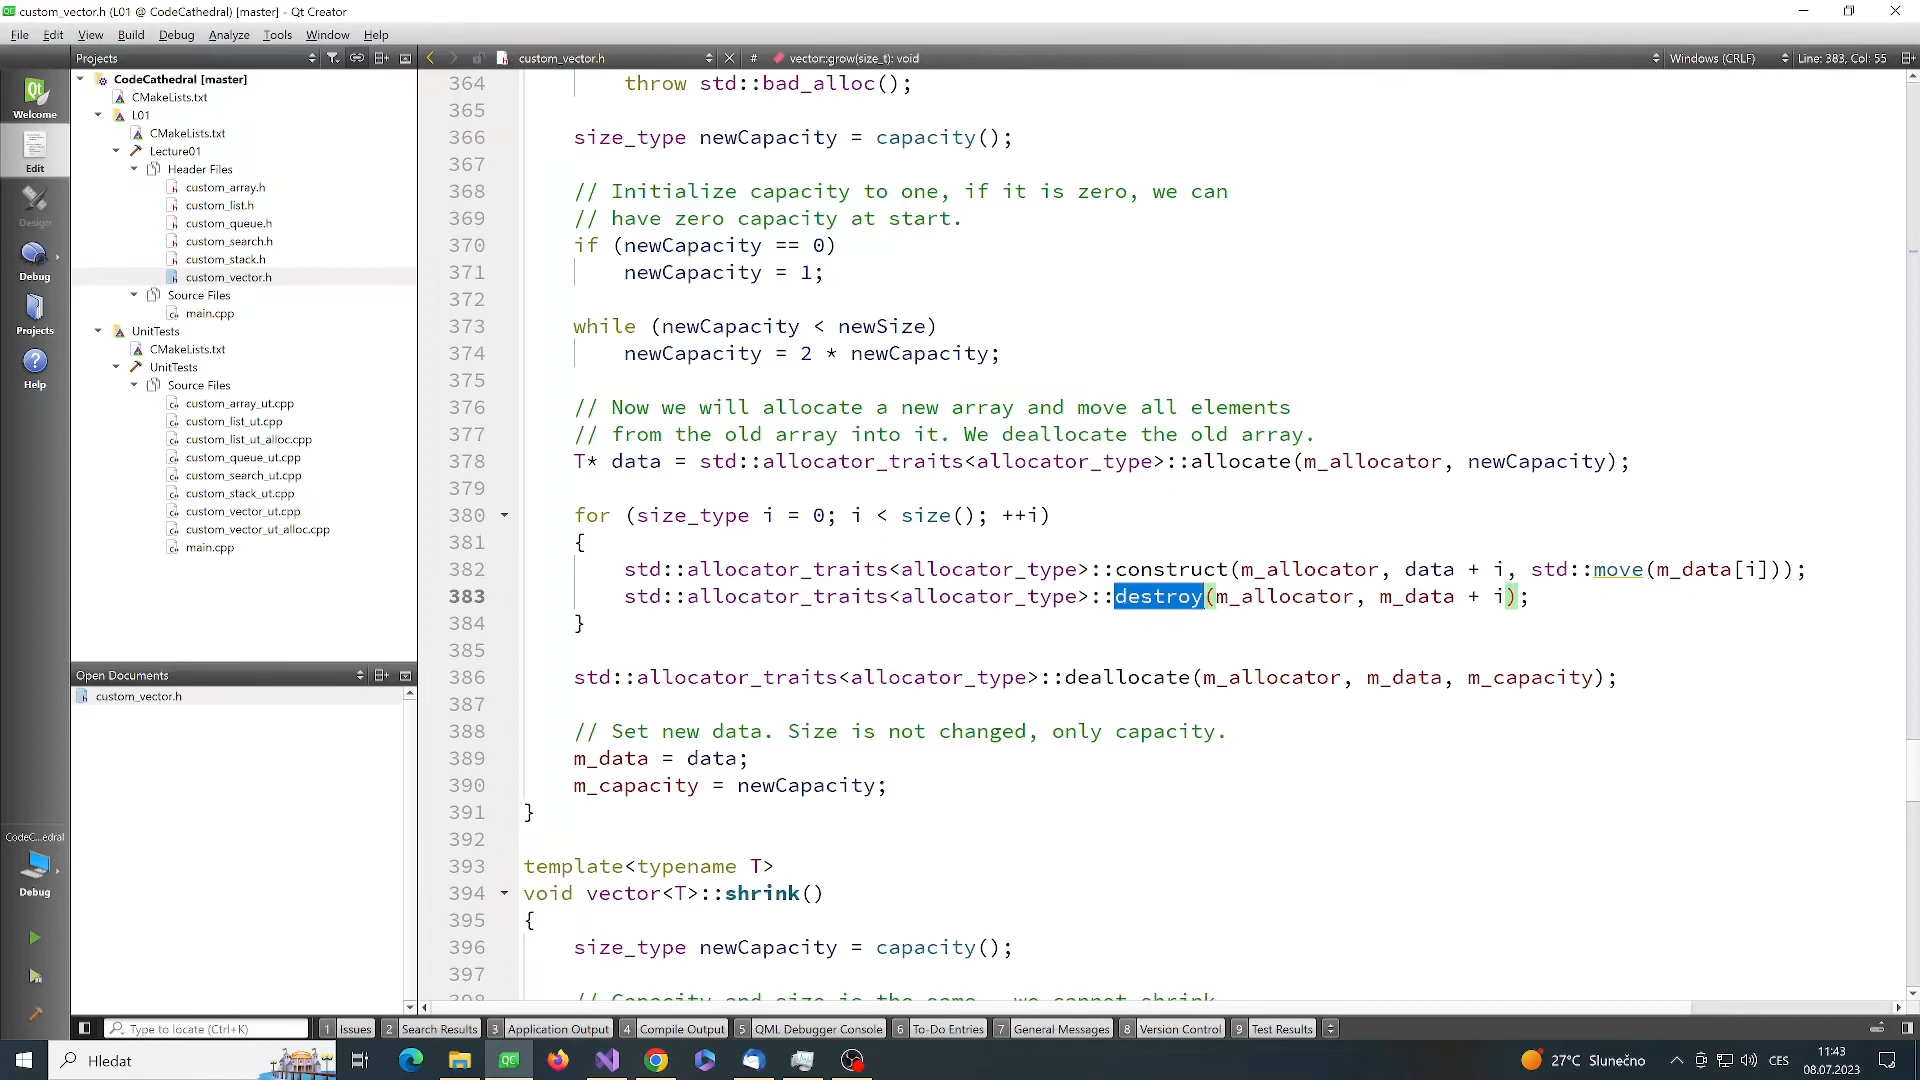 custom_vector.h (L01 @ CodeCathedral) [master] - Qt Creator
File Edit View Build Debug Analyze Tools Window Help
Projects
custom_vector.h
# vector::grow(size_t): void
Windows (CRLF)
Line: 383, Col: 55
Welcome
Edit
Design
Debug
Projects
Help
CodeC...edral
Debug
CodeCathedral [master]
CMakeLists.txt
L01
CMakeLists.txt
Lecture01
Header Files
custom_array.h
custom_list.h
custom_queue.h
custom_search.h
custom_stack.h
custom_vector.h
Source Files
main.cpp
UnitTests
CMakeLists.txt
UnitTests
Source Files
custom_array_ut.cpp
custom_list_ut.cpp
custom_list_ut_alloc.cpp
custom_queue_ut.cpp
custom_search_ut.cpp
custom_stack_ut.cpp
custom_vector_ut.cpp
custom_vector_ut_alloc.cpp
main.cpp
Open Documents
custom_vector.h
364 throw std::bad_alloc();
365
366 size_type newCapacity = capacity();
367
368 // Initialize capacity to one, if it is zero, we can
369 // have zero capacity at start.
370 if (newCapacity == 0)
371 newCapacity = 1;
372
373 while (newCapacity < newSize)
374 newCapacity = 2 * newCapacity;
375
376 // Now we will allocate a new array and move all elements
377 // from the old array into it. We deallocate the old array.
378 T* data = std::allocator_traits<allocator_type>::allocate(m_allocator, newCapacity);
379
380 for (size_type i = 0; i < size(); ++i)
381 {
382 std::allocator_traits<allocator_type>::construct(m_allocator, data + i, std::move(m_data[i]));
383 std::allocator_traits<allocator_type>::destroy(m_allocator, m_data + i);
384 }
385
386 std::allocator_traits<allocator_type>::deallocate(m_allocator, m_data, m_capacity);
387
388 // Set new data. Size is not changed, only capacity.
389 m_data = data;
390 m_capacity = newCapacity;
391 }
392
393 template<typename T>
394 void vector<T>::shrink()
395 {
396 size_type newCapacity = capacity();
397
398 // Capacity and size is the same - we cannot shrink
Type to locate (Ctrl+K)
1 Issues 2 Search Results 3 Application Output 4 Compile Output 5 QML Debugger Console 6 To-Do Entries 7 General Messages 8 Version Control 9 Test Results
Hledat
27°C Slunečno
CES
11:43
08.07.2023